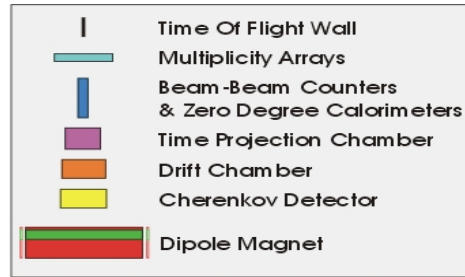 Time Of Flight Wall
Multiplicity Arrays
Beam-Beam Counters
& Zero Degree Calorimeters
Time Projection Chamber
Drift Chamber
Cherenkov Detector
Dipole Magnet